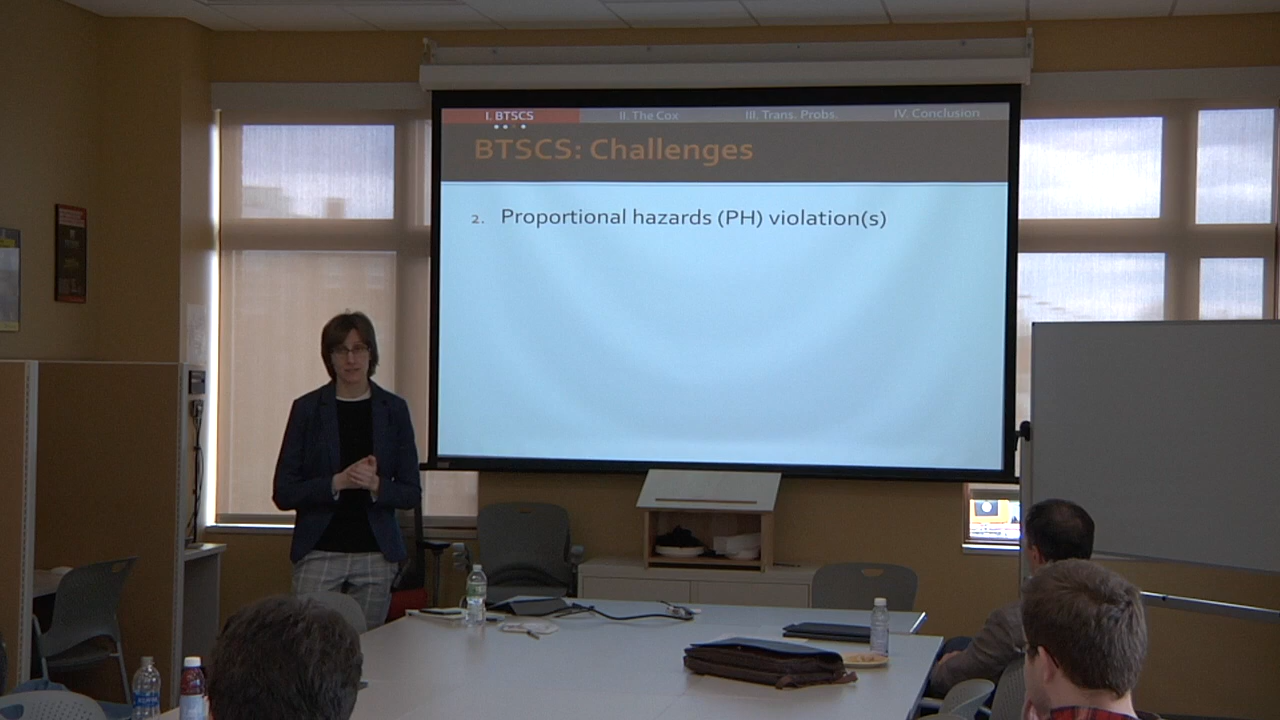 I. BTSCS II. The Cox III. Trans. Probs. IV. Conclusion
BTSCS: Challenges
2. Proportional hazards (PH) violation(s)